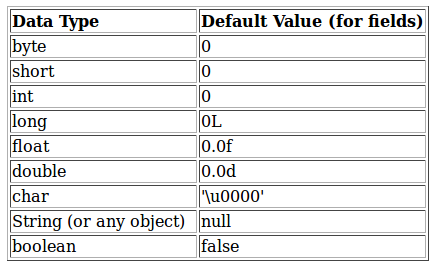 Data Type Default Value (for fields)
byte 0
short 0
int 0
long 0L
float 0.0f
double 0.0d
char '\u0000'
String (or any object) null
boolean false